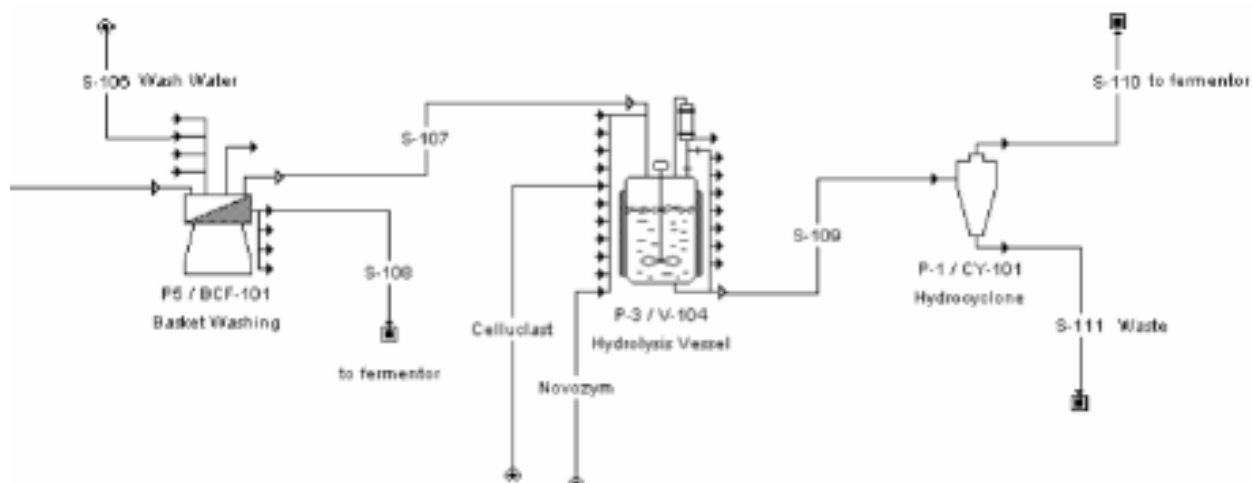 S-106 Wash Water
S-110 to fermentor
S-107
S-109
S-108
P5 / BCF-101
Basket Washing
P-1 / CY-101
Hydrocyclone
P-3 / V-104
Hydrolysis Vessel
Celluclast
S-111 Waste
to fermentor
Novozym